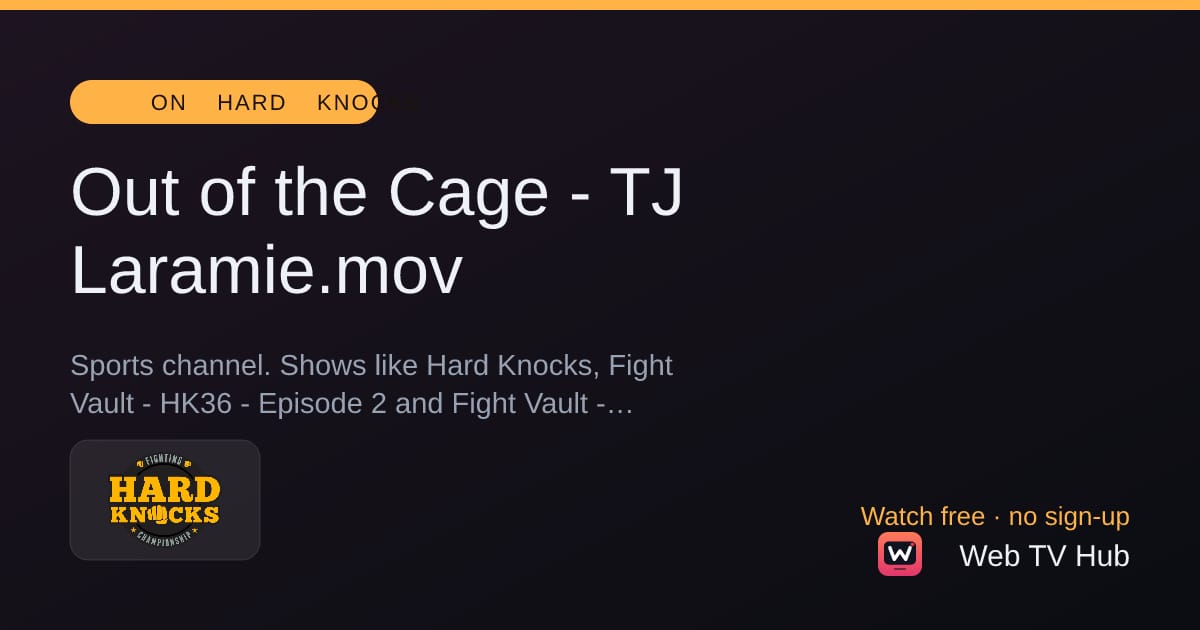 ON HARD KNOC
Out of the Cage - TJ
Laramie.mov
Sports channel. Shows like Hard Knocks, Fight
Vault - HK36 - Episode 2 and Fight Vault -…
FIGHTING
HARD
KNOCKS
CHAMPIONSHIP
Watch free · no sign-up
W
Web TV Hub